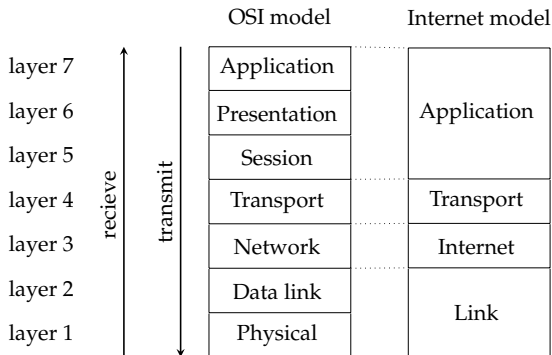 OSI model Internet model
layer 7 Application
layer 6 Presentation Application
layer 5 Session
layer 4 Transport Transport
layer 3 Network Internet
layer 2 Data link
Link
layer 1 Physical
recieve
transmit